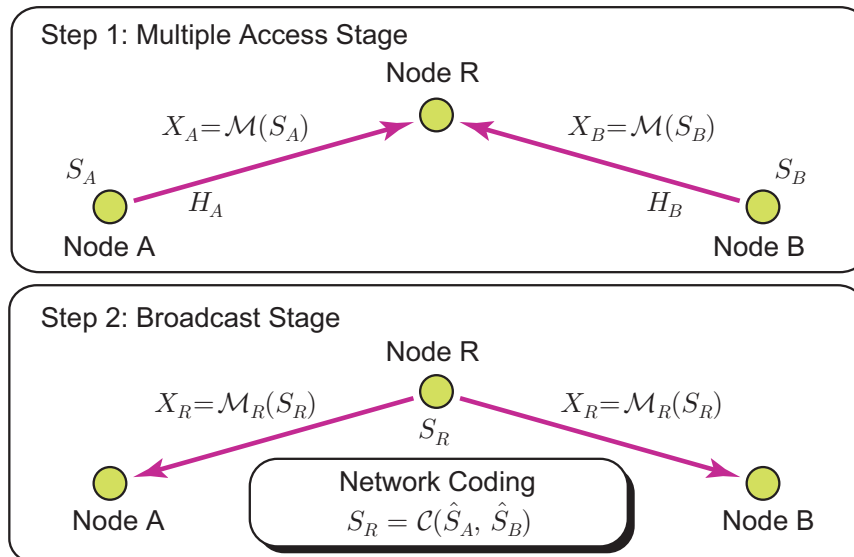 Step 1: Multiple Access Stage
Node R
X_A = M(S_A)
X_B = M(S_B)
S_A
S_B
H_A
H_B
Node A
Node B
Step 2: Broadcast Stage
Node R
X_R = M_R(S_R)
X_R = M_R(S_R)
S_R
Network Coding
S_R = C(Ŝ_A, Ŝ_B)
Node A
Node B